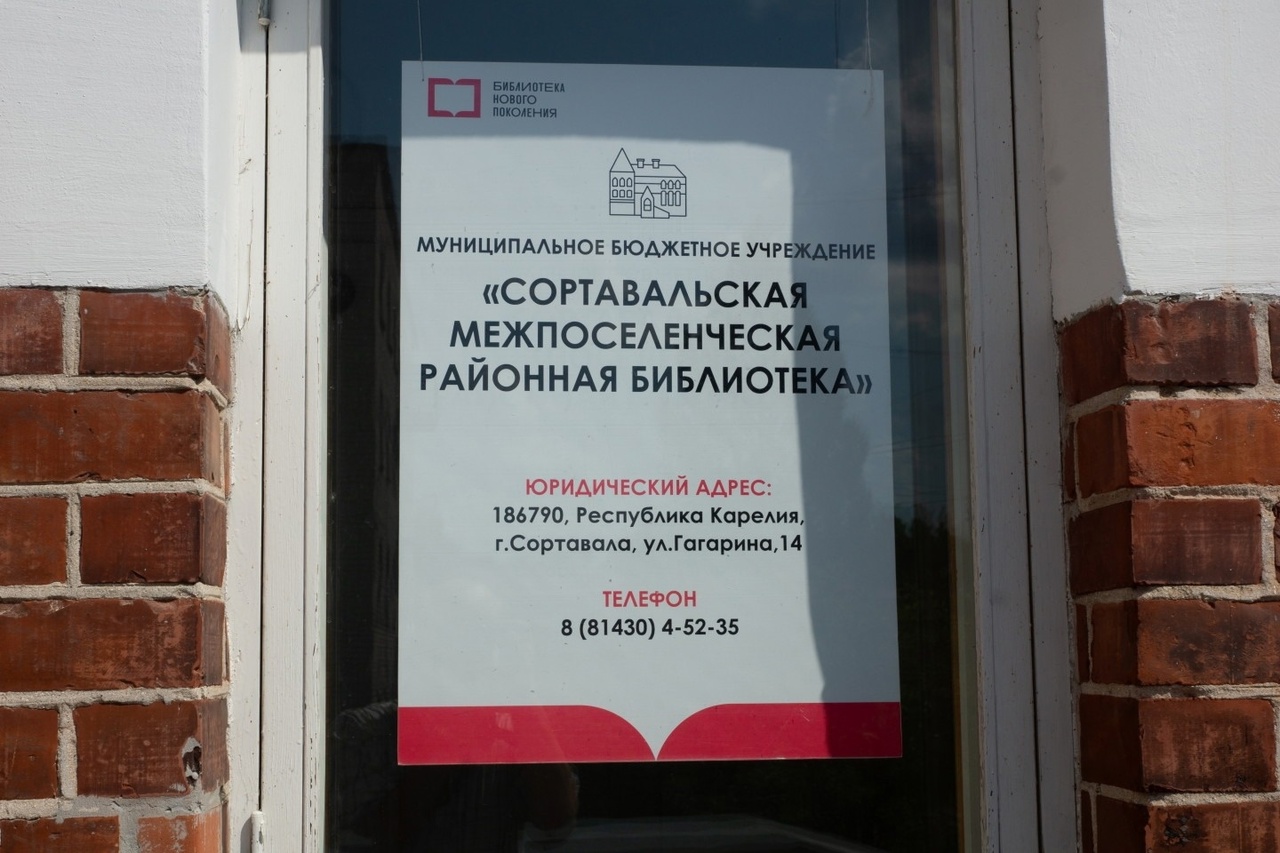 БИБЛИОТЕКА
НОВОГО
ПОКОЛЕНИЯ
МУНИЦИПАЛЬНОЕ БЮДЖЕТНОЕ УЧРЕЖДЕНИЕ
«СОРТАВАЛЬСКАЯ
МЕЖПОСЕЛЕНЧЕСКАЯ
РАЙОННАЯ БИБЛИОТЕКА»
ЮРИДИЧЕСКИЙ АДРЕС:
186790, Республика Карелия,
г.Сортавала, ул.Гагарина,14
ТЕЛЕФОН
8 (81430) 4-52-35